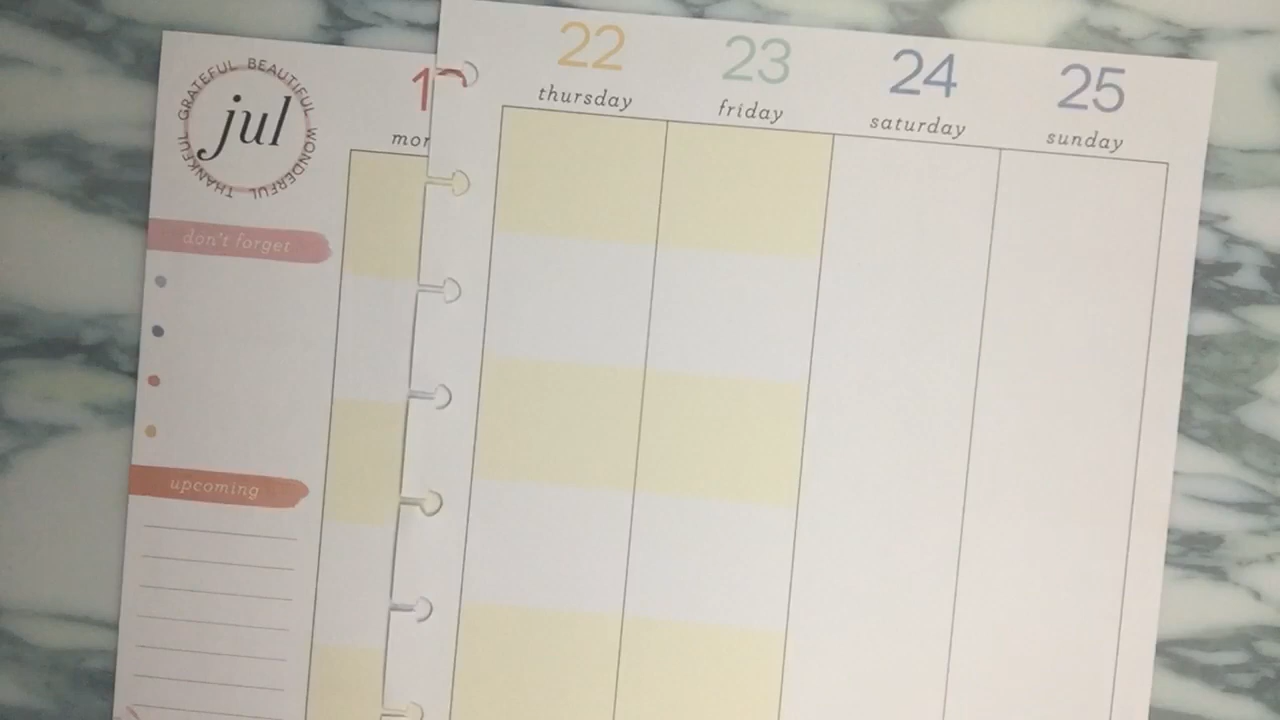 GRATEFUL BEAUTIFUL WONDERFUL THANKFUL
jul
don't forget
upcoming
22
thursday
23
friday
24
saturday
25
sunday